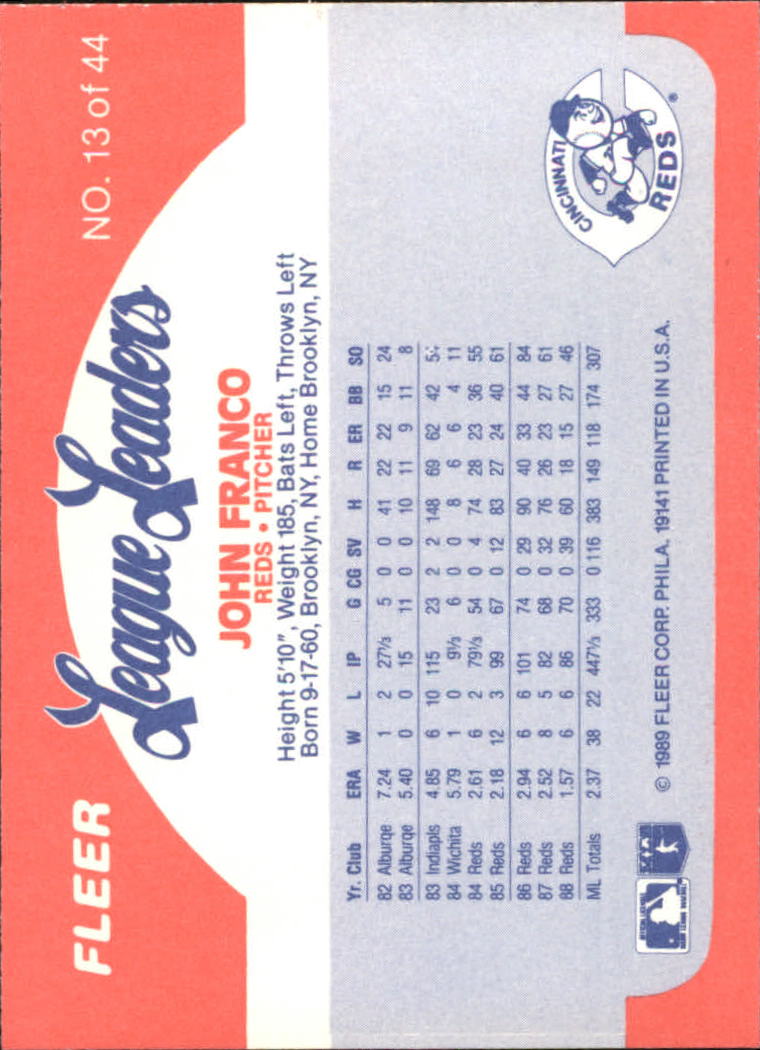 FLEER
NO. 13 of 44
League Leaders
JOHN FRANCO
REDS • PITCHER
Height 5'10", Weight 185, Bats Left, Throws Left
Born 9-17-60, Brooklyn, NY, Home Brooklyn, NY
Yr. Club ERA W L IP G CG SV H R ER BB SO
82 Alburqe 7.24 1 2 27⅓ 5 0 0 41 22 22 15 24
83 Alburqe 5.40 0 0 15 11 0 0 10 11 9 11 8
83 Indiapls 4.85 6 10 115 23 2 2 148 69 62 42
84 Wichita 5.79 1 0 9⅓ 6 0 0 8 6 6 4 11
84 Reds 2.61 6 2 79⅓ 54 0 4 74 28 23 36 55
85 Reds 2.18 12 3 99 67 0 12 83 27 24 40 61
86 Reds 2.94 6 6 101 74 0 29 90 40 33 44 84
87 Reds 2.52 8 5 82 68 0 32 76 26 23 27 61
88 Reds 1.57 6 6 86 70 0 39 60 18 15 27 46
ML Totals 2.37 38 22 447⅓ 333 0 116 383 149 118 174 307
© 1989 FLEER CORP. PHILA. 19141 PRINTED IN U.S.A.
CINCINNATI
REDS ®